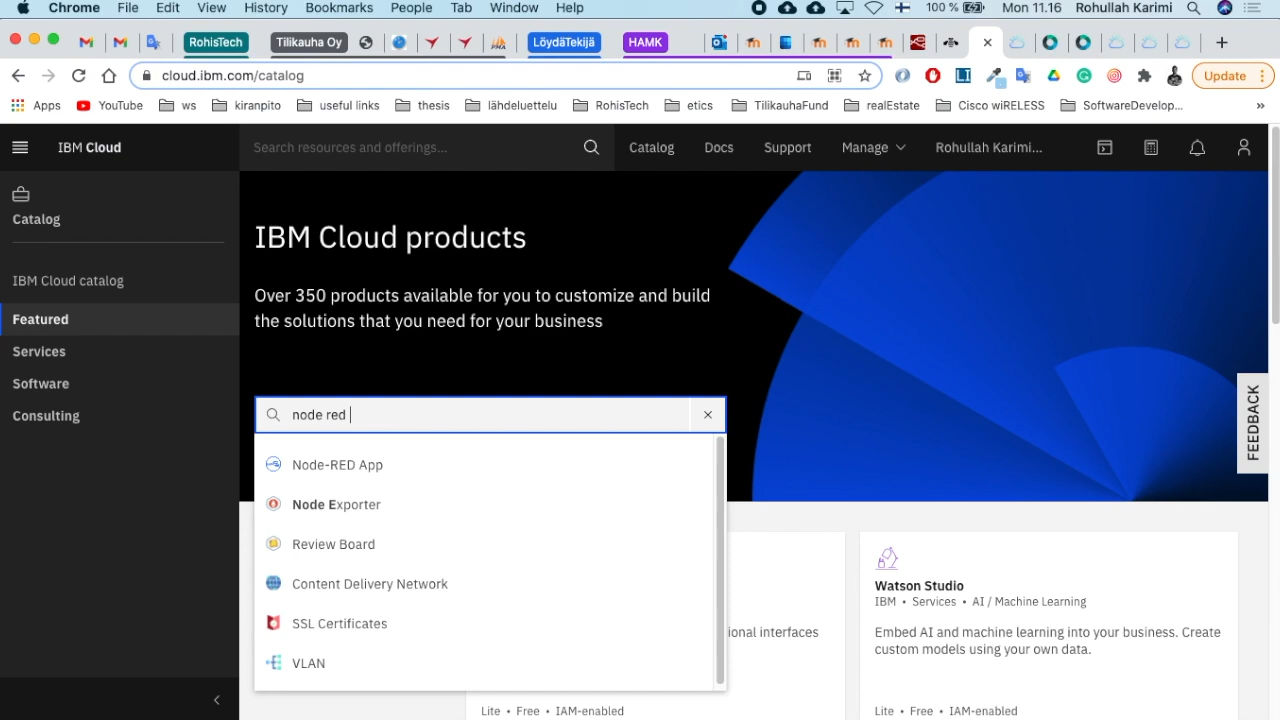 Chrome File Edit View History Bookmarks People Tab Window Help 100 % Mon 11.16 Rohullah Karimi
RohisTech Tilikauha Oy LöydäTekijä HAMK
cloud.ibm.com/catalog Update
Apps YouTube ws kiranpito useful links thesis lähdeluettelu RohisTech etics TilikauhaFund realEstate Cisco wiRELESS SoftwareDevelop... »
IBM Cloud Search resources and offerings... Catalog Docs Support Manage Rohullah Karimi...
Catalog
IBM Cloud catalog
Featured
Services
Software
Consulting
IBM Cloud products
Over 350 products available for you to customize and build
the solutions that you need for your business
node red
Node-RED App
Node Exporter
Review Board
Content Delivery Network
SSL Certificates
VLAN
ional interfaces
Lite • Free • IAM-enabled
Watson Studio
IBM • Services • AI / Machine Learning
Embed AI and machine learning into your business. Create
custom models using your own data.
Lite • Free • IAM-enabled
FEEDBACK